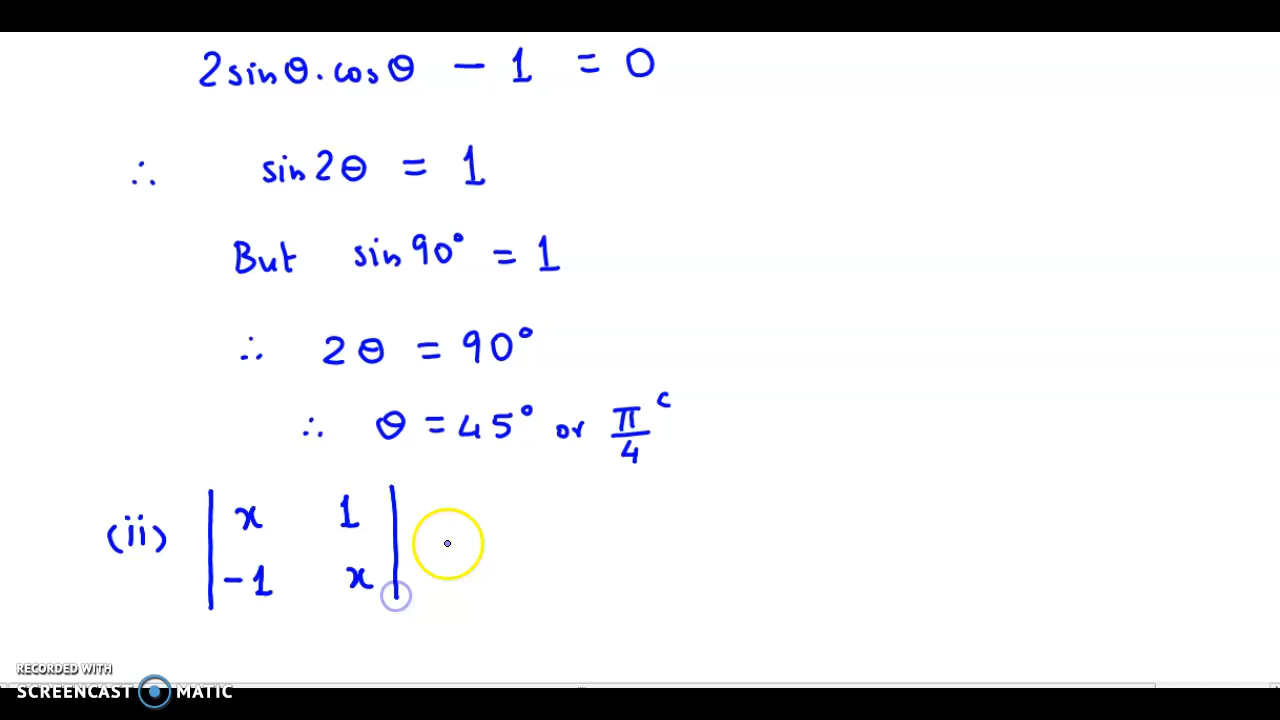 2sinθ.cosθ - 1 = 0
∴ sin2θ = 1
But sin90° = 1
∴ 2θ = 90°
∴ θ = 45° or π/4 ᶜ
(ii) | x 1 |
| -1 x |
RECORDED WITH
SCREENCAST MATIC